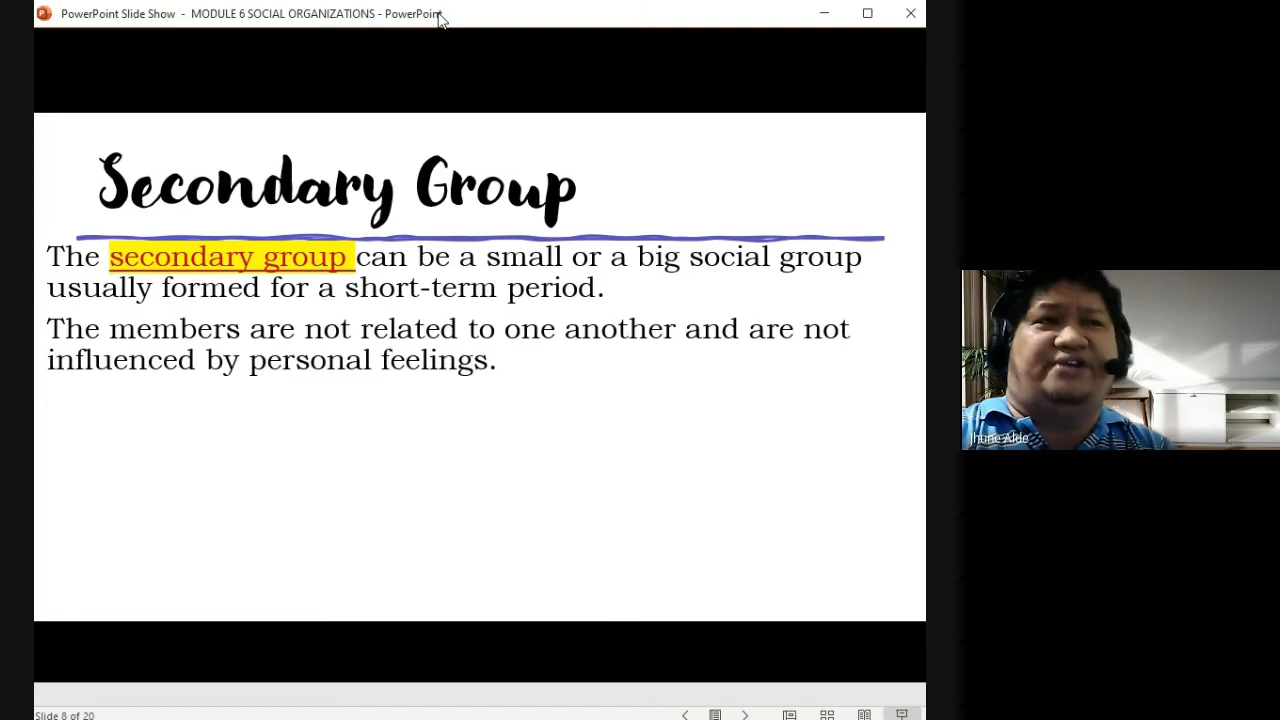 PowerPoint Slide Show - MODULE 6 SOCIAL ORGANIZATIONS - PowerPoint
Secondary Group
The secondary group can be a small or a big social group
usually formed for a short-term period.
The members are not related to one another and are not
influenced by personal feelings.
Jhune Aldo
Slide 8 of 20